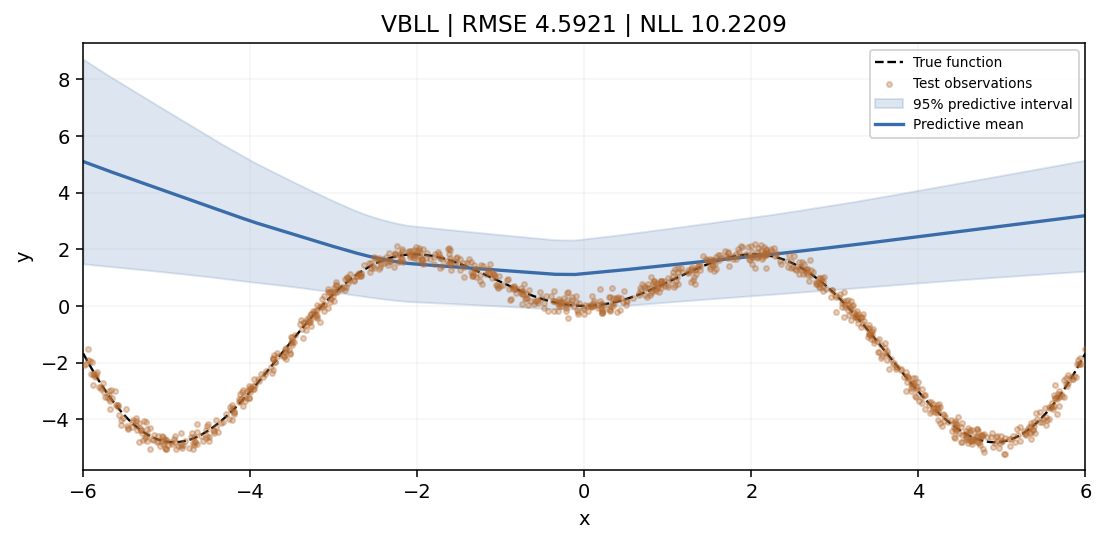 VBLL | RMSE 4.5921 | NLL 10.2209
True function
Test observations
95% predictive interval
Predictive mean
y
8
6
4
2
0
−2
−4
−6
−4
−2
0
2
4
6
x